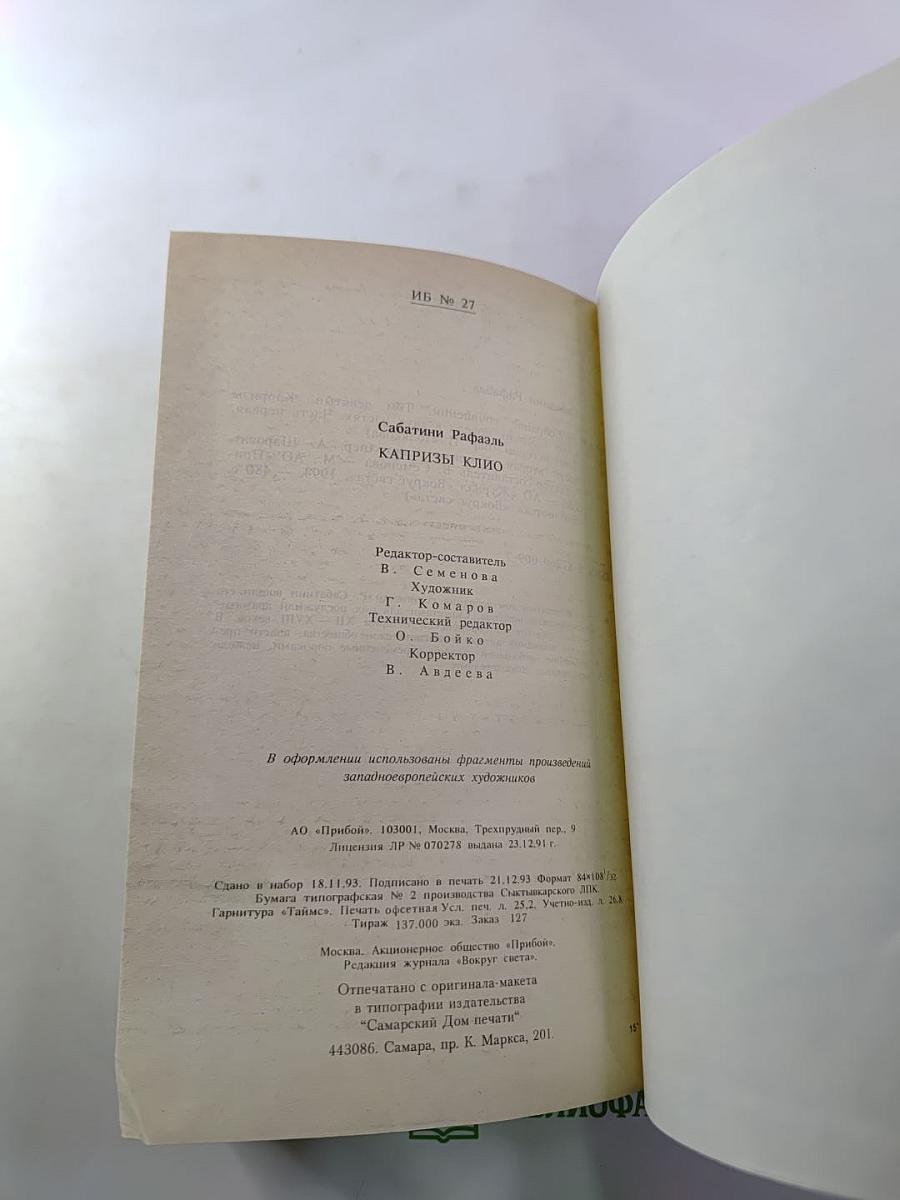 ИБ № 27
Сабатини Рафаэль
КАПРИЗЫ КЛИО
Редактор-составитель
В. Семенова
Художник
Г. Комаров
Технический редактор
О. Бойко
Корректор
В. Авдеева
В оформлении использованы фрагменты произведений
западноевропейских художников
АО «Прибой». 103001, Москва, Трехпрудный пер., 9
Лицензия ЛР № 070278 выдана 23.12.91 г.
Сдано в набор 18.11.93. Подписано в печать 21.12.93 Формат 84×108 1/32
Бумага типографская № 2 производства Сыктывкарского ЛПК.
Гарнитура «Таймс». Печать офсетная Усл. печ. л. 25,2. Учетно-изд. л. 26,8
Тираж 137.000 экз. Заказ 127
Москва. Акционерное общество «Прибой».
Редакция журнала «Вокруг света».
Отпечатано с оригинала-макета
в типографии издательства
"Самарский Дом печати"
443086. Самара, пр. К. Маркса, 201.
15*